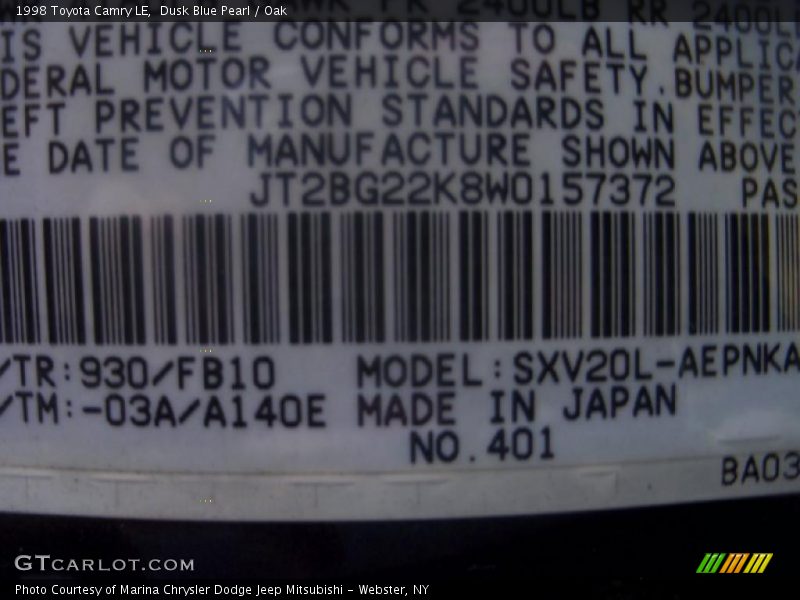 1998 Toyota Camry LE, Dusk Blue Pearl / Oak
2400LB RR 2400L
IS VEHICLE CONFORMS TO ALL APPLICA
DERAL MOTOR VEHICLE SAFETY.BUMPER
EFT PREVENTION STANDARDS IN EFFEC
E DATE OF MANUFACTURE SHOWN ABOVE
JT2BG22K8W0157372 PAS
/TR:930/FB10 MODEL:SXV20L-AEPNKA
/TM:-03A/A140E MADE IN JAPAN
NO.401
BA03
GTCARLOT.COM
Photo Courtesy of Marina Chrysler Dodge Jeep Mitsubishi - Webster, NY